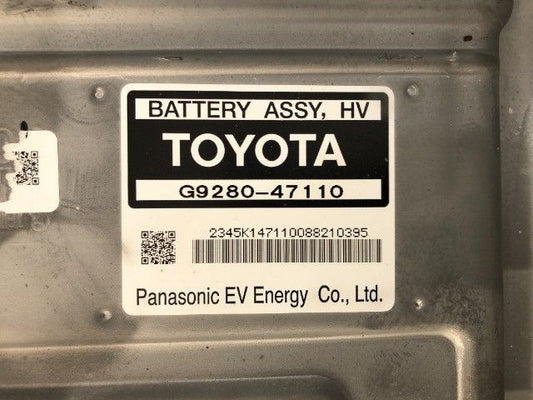 BATTERY ASSY, HV
TOYOTA
G9280-47110
2345K147110088210395
Panasonic EV Energy Co., Ltd.